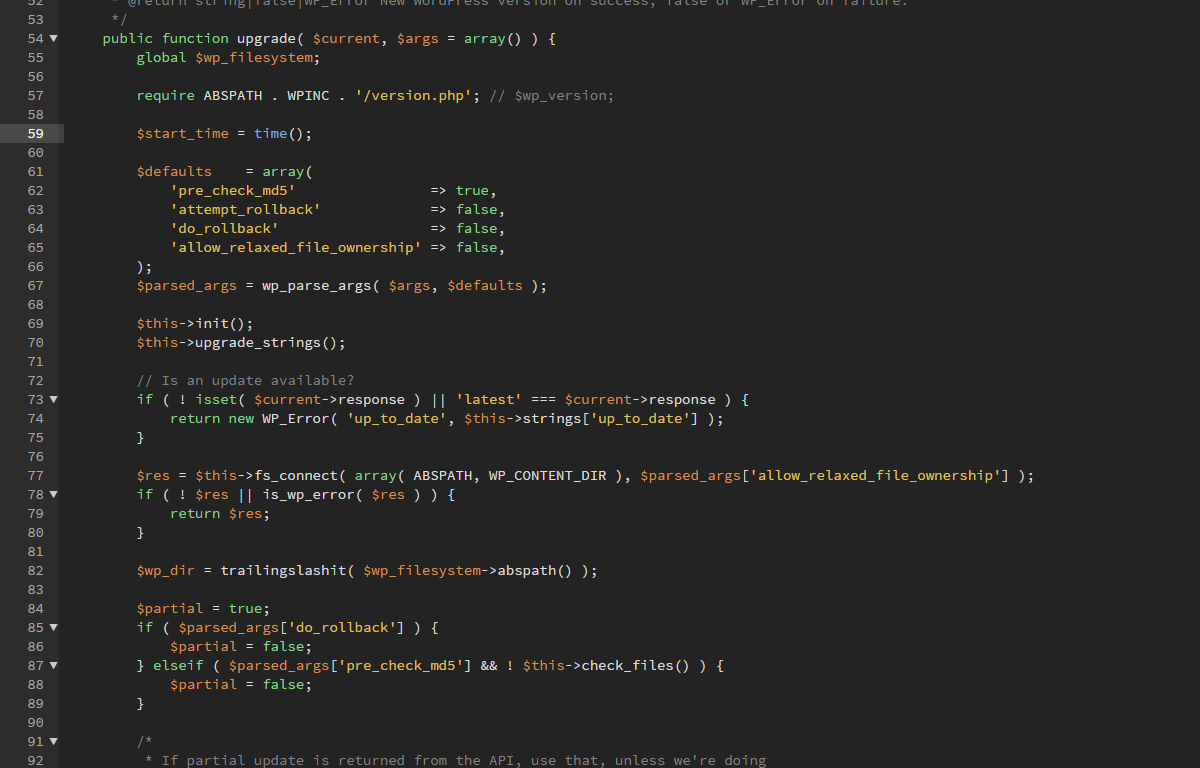 52 * @return string|false|WP_Error New WordPress version on success, false or WP_Error on failure.
53 */
54 public function upgrade( $current, $args = array() ) {
55 global $wp_filesystem;
56
57 require ABSPATH . WPINC . '/version.php'; // $wp_version;
58
59 $start_time = time();
60
61 $defaults    = array(
62 'pre_check_md5'                => true,
63 'attempt_rollback'             => false,
64 'do_rollback'                  => false,
65 'allow_relaxed_file_ownership' => false,
66 );
67 $parsed_args = wp_parse_args( $args, $defaults );
68
69 $this->init();
70 $this->upgrade_strings();
71
72 // Is an update available?
73 if ( ! isset( $current->response ) || 'latest' === $current->response ) {
74 return new WP_Error( 'up_to_date', $this->strings['up_to_date'] );
75 }
76
77 $res = $this->fs_connect( array( ABSPATH, WP_CONTENT_DIR ), $parsed_args['allow_relaxed_file_ownership'] );
78 if ( ! $res || is_wp_error( $res ) ) {
79 return $res;
80 }
81
82 $wp_dir = trailingslashit( $wp_filesystem->abspath() );
83
84 $partial = true;
85 if ( $parsed_args['do_rollback'] ) {
86 $partial = false;
87 } elseif ( $parsed_args['pre_check_md5'] && ! $this->check_files() ) {
88 $partial = false;
89 }
90
91 /*
92 * If partial update is returned from the API, use that, unless we're doing